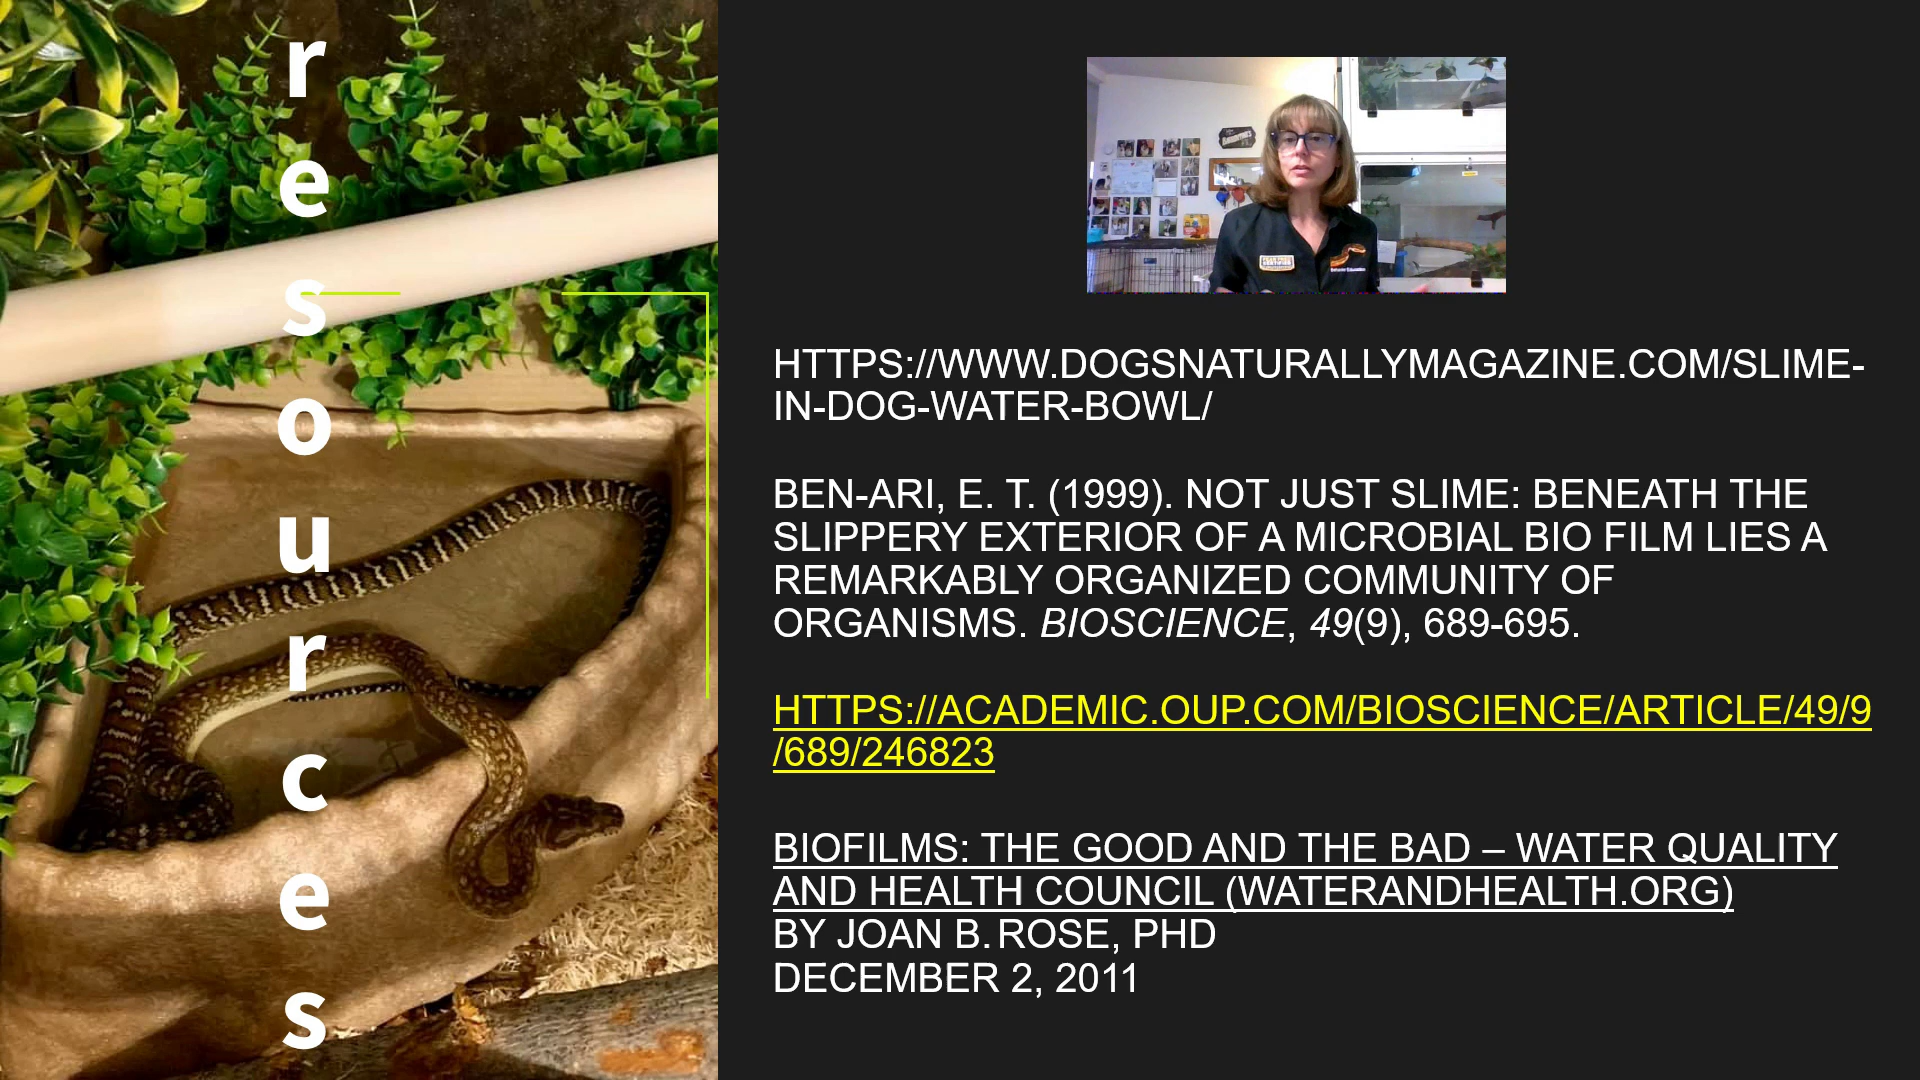 resources
HTTPS://WWW.DOGSNATURALLYMAGAZINE.COM/SLIME-
IN-DOG-WATER-BOWL/
BEN-ARI, E. T. (1999). NOT JUST SLIME: BENEATH THE
SLIPPERY EXTERIOR OF A MICROBIAL BIO FILM LIES A
REMARKABLY ORGANIZED COMMUNITY OF
ORGANISMS. BIOSCIENCE, 49(9), 689-695.
HTTPS://ACADEMIC.OUP.COM/BIOSCIENCE/ARTICLE/49/9
/689/246823
BIOFILMS: THE GOOD AND THE BAD – WATER QUALITY
AND HEALTH COUNCIL (WATERANDHEALTH.ORG)
BY JOAN B. ROSE, PHD
DECEMBER 2, 2011